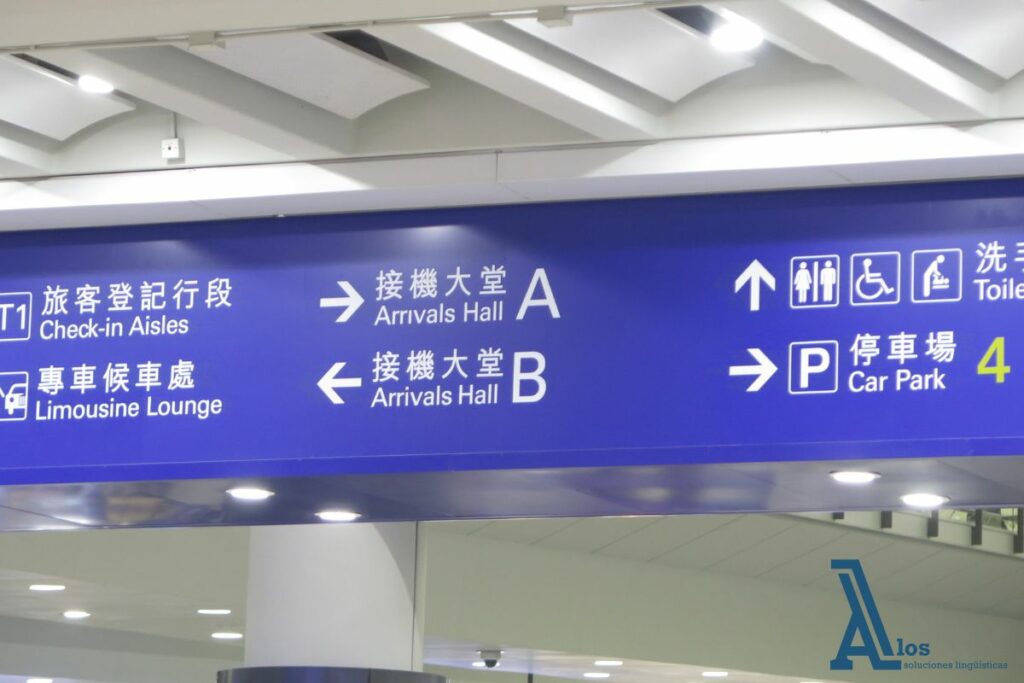 T1
旅客登記行段
Check-in Aisles
專車候車處
Limousine Lounge
接機大堂 A
Arrivals Hall
接機大堂 B
Arrivals Hall
洗手
P
停車場 4
Car Park
Alos
soluciones lingüísticas